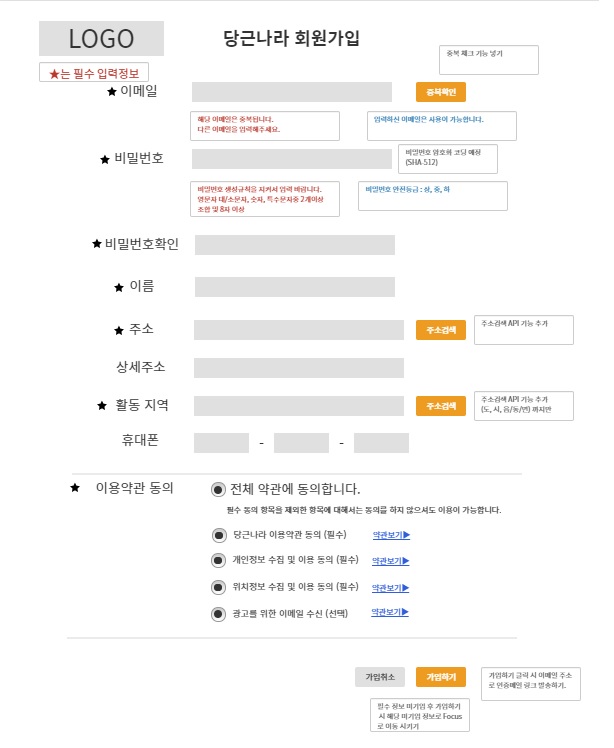 LOGO
당근나라 회원가입
중복 체크 기능 넣기
★는 필수 입력정보
★ 이메일
중복확인
해당 이메일은 중복됩니다.
다른 이메일을 입력해주세요.
입력하신 이메일은 사용이 가능합니다.
★ 비밀번호
비밀번호 암호화 코딩 예정
(SHA-512)
비밀번호 생성규칙을 지켜서 입력 바랍니다.
영문자 대/소문자, 숫자, 특수문자중 2개이상
조합 및 8자 이상
비밀번호 안전등급 : 상, 중, 하
★ 비밀번호확인
★ 이름
★ 주소
주소검색
주소검색 API 기능 추가
상세주소
★ 활동 지역
주소검색
주소검색 API 기능 추가
(도, 시, 읍/동/면) 까지만
휴대폰
- -
★ 이용약관 동의
전체 약관에 동의합니다.
필수 동의 항목을 제외한 항목에 대해서는 동의를 하지 않으셔도 이용이 가능합니다.
당근나라 이용약관 동의 (필수) 약관보기▶
개인정보 수집 및 이용 동의 (필수) 약관보기▶
위치정보 수집 및 이용 동의 (필수) 약관보기▶
광고를 위한 이메일 수신 (선택) 약관보기▶
가입취소
가입하기
가입하기 클릭 시 이메일 주소
로 인증메일 링크 발송하기.
필수 정보 미기입 후 가입하기
시 해당 미기입 정보로 Focus
로 이동 시키기